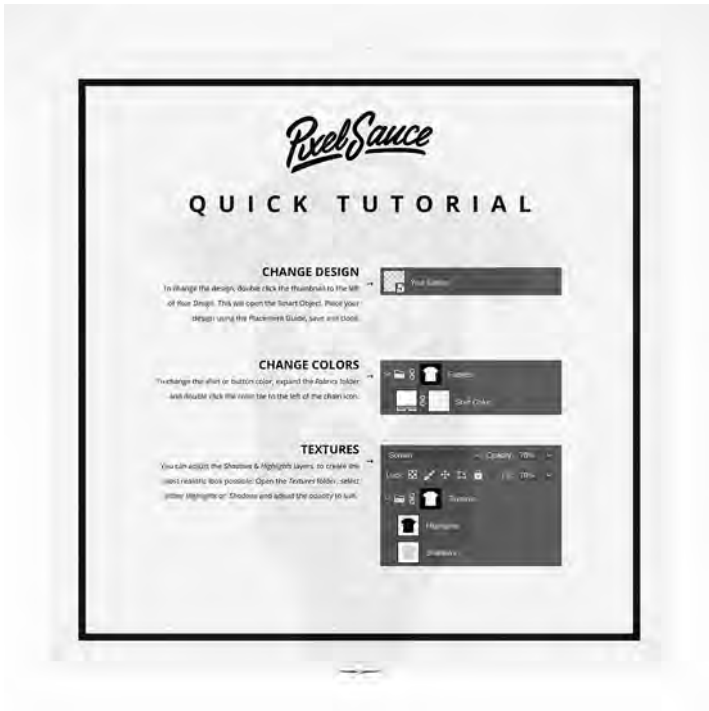 PixelSauce
QUICK TUTORIAL
CHANGE DESIGN
To change the design, double click the thumbnail to the left
of Your Design. This will open the Smart Object. Place your
design using the Placement Guide, save and close.
Your Design
CHANGE COLORS
To change the shirt or button color, expand the Fabrics folder
and double click the color tile to the left of the chain icon.
Fabrics
Shirt Color
TEXTURES
You can adjust the Shadows & Highlights layers, to create the
most realistic look possible. Open the Textures folder, select
either Highlights or Shadows and adjust the opacity to suit.
Screen Opacity: 70%
Lock: Fill: 70%
Textures
Highlights
Shadows